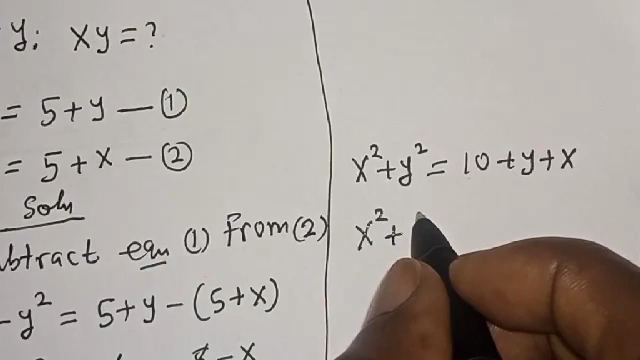 y; xy = ?
= 5+y — ①
= 5+x — ②
Soln
btract eqn (1) From (2)
- y² = 5+y - (5+x)
- x
x²+y² = 10+y+x
x²+